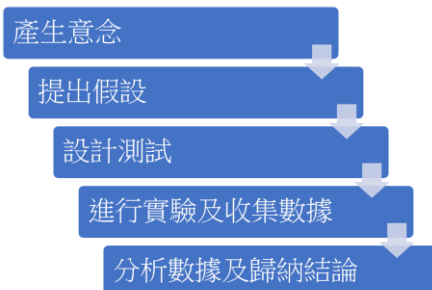 產生意念
提出假設
設計測試
進行實驗及收集數據
分析數據及歸納結論